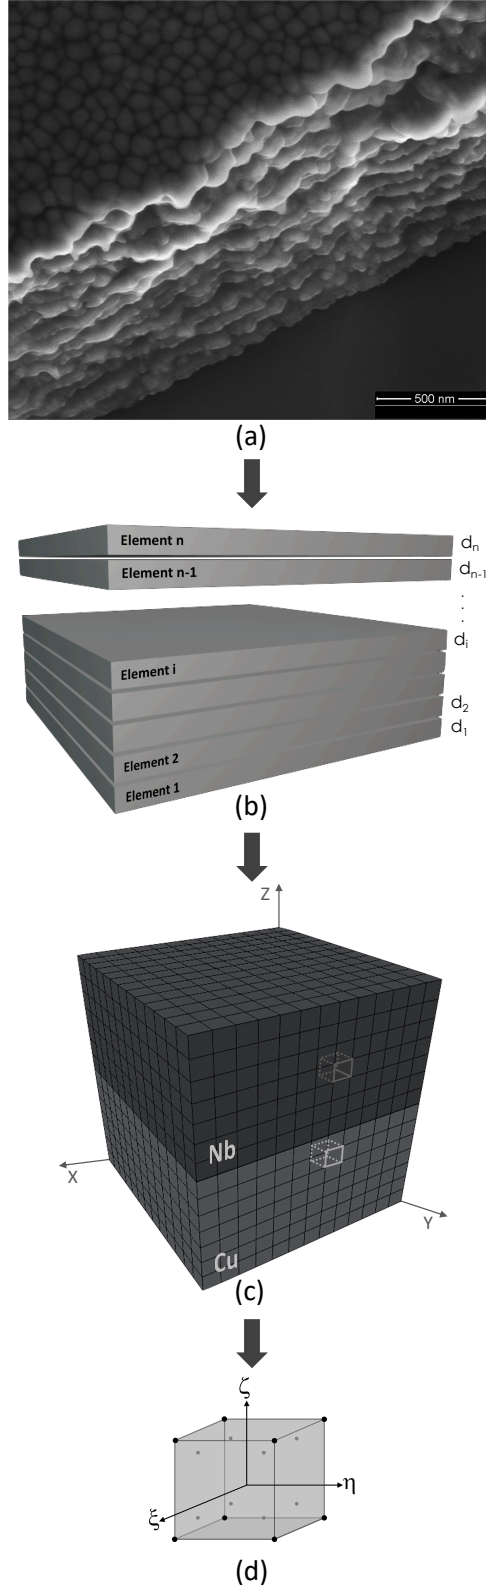 500 nm
(a)
Element n
dn
Element n-1
dn-1
.
.
.
di
Element i
d2
Element 2
d1
Element 1
(b)
Z
Nb
X
Y
Cu
(c)
ζ
η
ξ
(d)